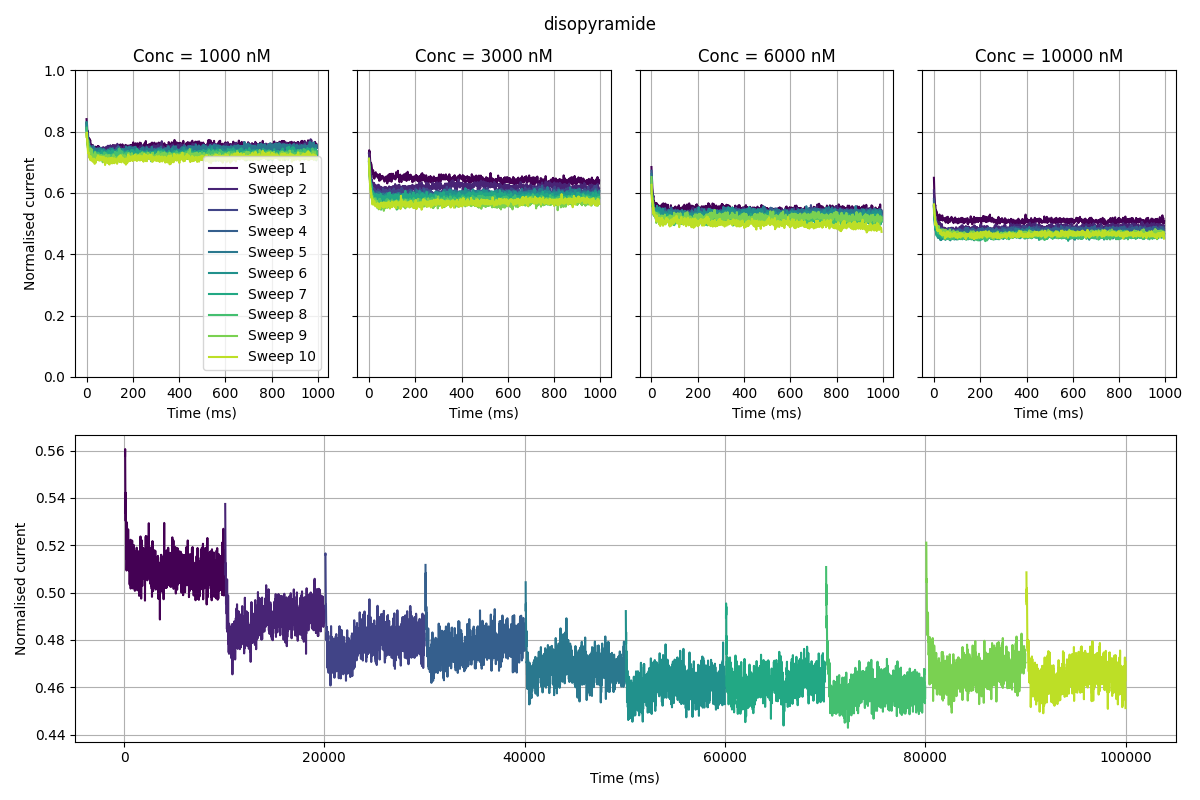 disopyramide
Conc = 1000 nM
Conc = 3000 nM
Conc = 6000 nM
Conc = 10000 nM
Normalised current
1.0
0.8
0.6
0.4
0.2
0.0
Sweep 1
Sweep 2
Sweep 3
Sweep 4
Sweep 5
Sweep 6
Sweep 7
Sweep 8
Sweep 9
Sweep 10
0 200 400 600 800 1000
0 200 400 600 800 1000
0 200 400 600 800 1000
0 200 400 600 800 1000
Time (ms)
Time (ms)
Time (ms)
Time (ms)
Normalised current
0.56
0.54
0.52
0.50
0.48
0.46
0.44
0 20000 40000 60000 80000 100000
Time (ms)